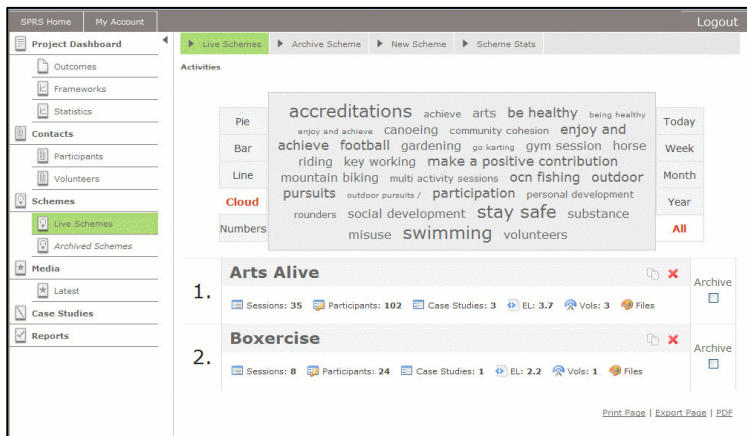 SPRS Home My Account Logout
Project Dashboard
Outcomes
Frameworks
Statistics
Contacts
Participants
Volunteers
Schemes
Live Schemes
Archived Schemes
Media
Latest
Case Studies
Reports
Live Schemes Archive Scheme New Scheme Scheme Stats
Activities
Pie
Bar
Line
Cloud
Numbers
accreditations achieve arts be healthy being healthy
enjoy and achieve canoeing community cohesion enjoy and
achieve football gardening go karting gym session horse
riding key working make a positive contribution
mountain biking multi activity sessions ocn fishing outdoor
pursuits outdoor pursuits / participation personal development
rounders social development stay safe substance
misuse swimming volunteers
Today
Week
Month
Year
All
1. Arts Alive
Sessions: 35 Participants: 102 Case Studies: 3 EL: 3.7 Vols: 3 Files
Archive
2. Boxercise
Sessions: 8 Participants: 24 Case Studies: 1 EL: 2.2 Vols: 1 Files
Archive
Print Page | Export Page | PDF